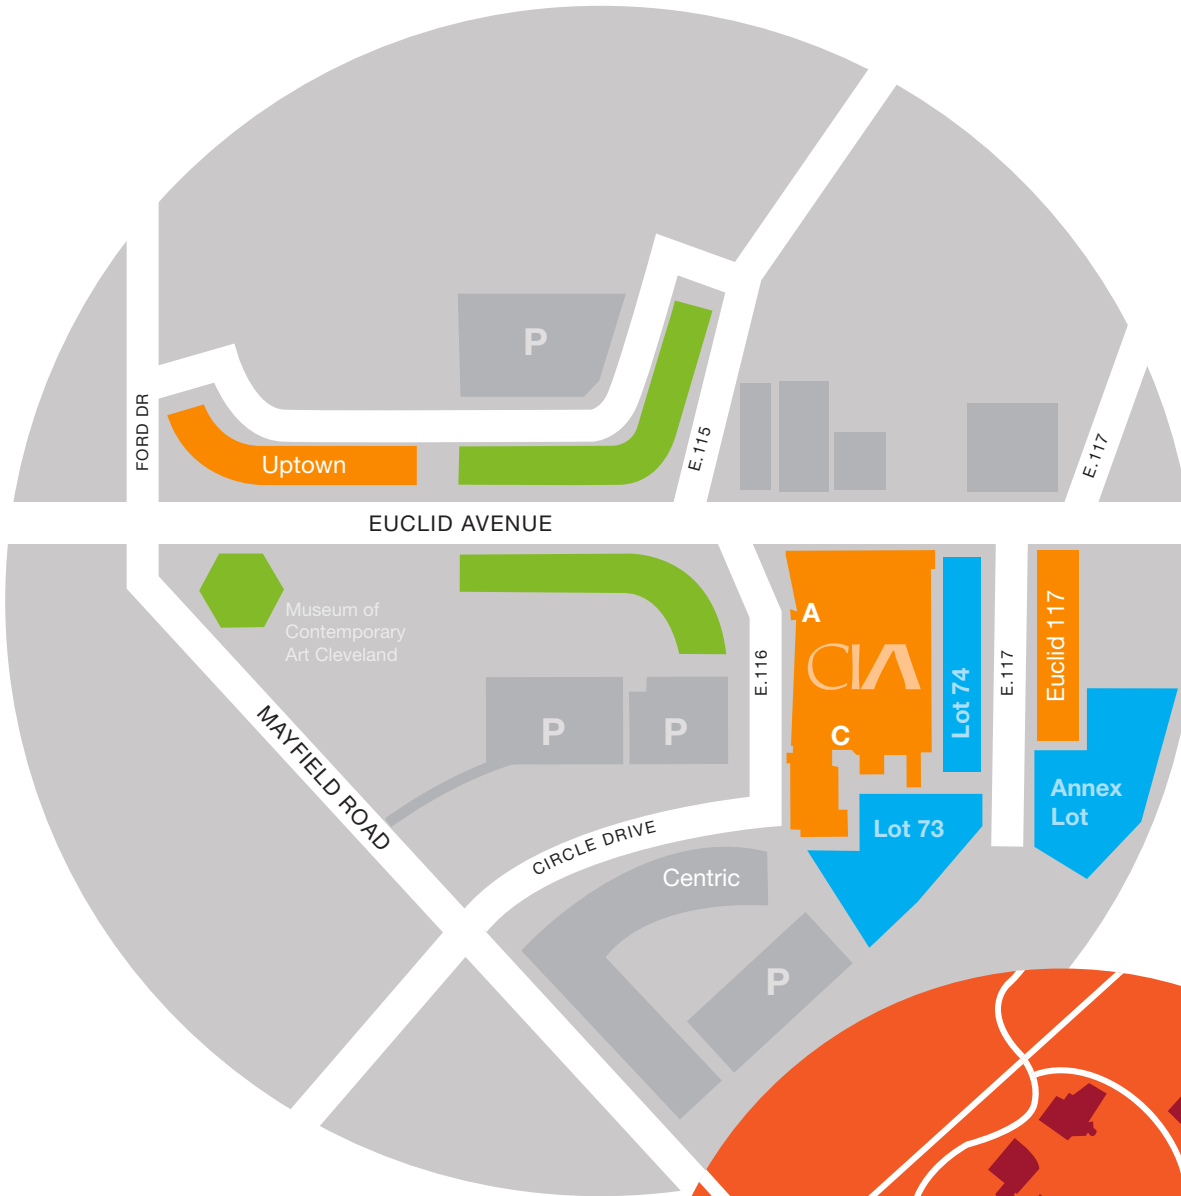 P
FORD DR
Uptown
E.115
E.117
EUCLID AVENUE
Museum of
Contemporary
Art Cleveland
A
CIA
C
E.116
Lot 74
E.117
Euclid 117
P
P
MAYFIELD ROAD
Annex
Lot
Lot 73
CIRCLE DRIVE
Centric
P